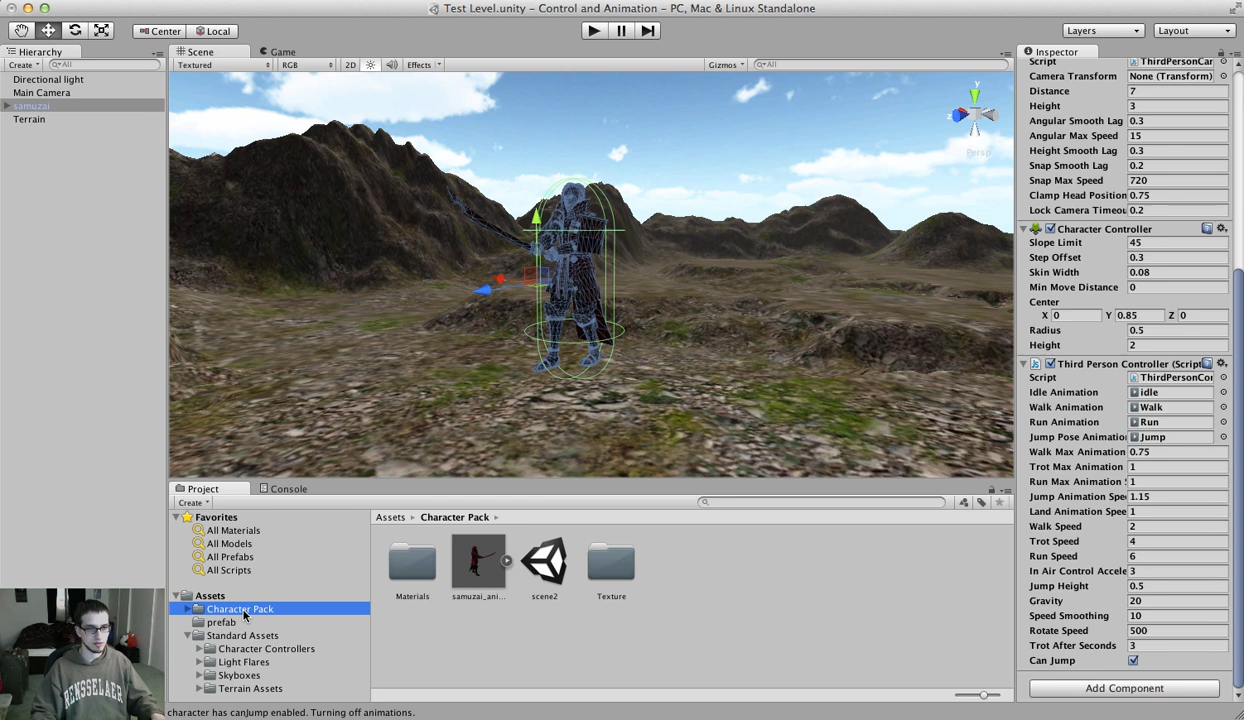 Test Level.unity - Control and Animation - PC, Mac & Linux Standalone
Center Local
Layers Layout
Hierarchy
Create All
Directional light
Main Camera
samuzai
Terrain
Scene Game
Textured RGB 2D Effects Gizmos All
y
z
Persp
Inspector
Script ThirdPersonCar
Camera Transform None (Transform)
Distance 7
Height 3
Angular Smooth Lag 0.3
Angular Max Speed 15
Height Smooth Lag 0.3
Snap Smooth Lag 0.2
Snap Max Speed 720
Clamp Head Position 0.75
Lock Camera Timeou 0.2
Character Controller
Slope Limit 45
Step Offset 0.3
Skin Width 0.08
Min Move Distance 0
Center
X 0 Y 0.85 Z 0
Radius 0.5
Height 2
Third Person Controller (Script
Script ThirdPersonCor
Idle Animation idle
Walk Animation Walk
Run Animation Run
Jump Pose Animatio Jump
Walk Max Animation 0.75
Trot Max Animation 1
Run Max Animation 1
Jump Animation Spe 1.15
Land Animation Spee 1
Walk Speed 2
Trot Speed 4
Run Speed 6
In Air Control Accele 3
Jump Height 0.5
Gravity 20
Speed Smoothing 10
Rotate Speed 500
Trot After Seconds 3
Can Jump
Add Component
Project Console
Create
Favorites
All Materials
All Models
All Prefabs
All Scripts
Assets
Character Pack
prefab
Standard Assets
Character Controllers
Light Flares
Skyboxes
Terrain Assets
Assets Character Pack
Materials samuzai_ani... scene2 Texture
RENSSELAER
character has canJump enabled. Turning off animations.